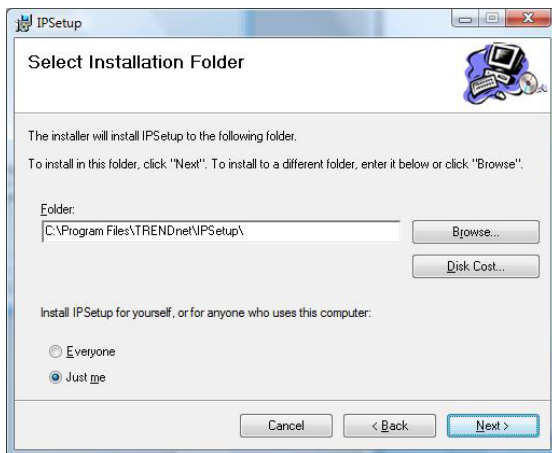 IPSetup
Select Installation Folder
The installer will install IPSetup to the following folder.
To install in this folder, click "Next". To install to a different folder, enter it below or click "Browse".
Folder:
C:\Program Files\TRENDnet\IPSetup\
Browse...
Disk Cost...
Install IPSetup for yourself, or for anyone who uses this computer:
Everyone
Just me
Cancel
< Back
Next >